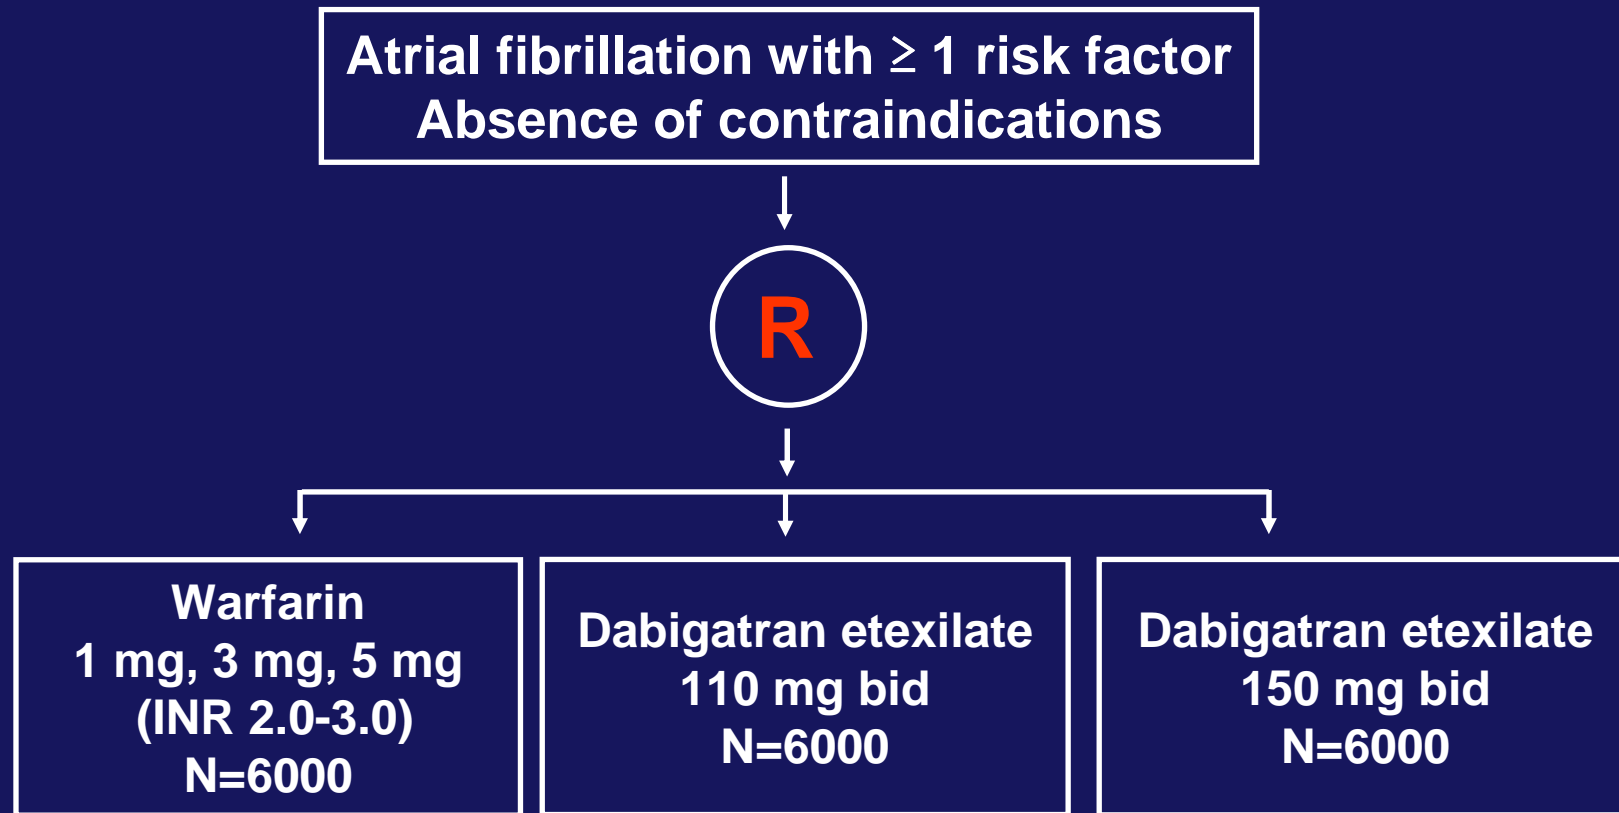 Atrial fibrillation with ≥ 1 risk factor
Absence of contraindications
R
Warfarin
1 mg, 3 mg, 5 mg
(INR 2.0-3.0)
N=6000
Dabigatran etexilate
110 mg bid
N=6000
Dabigatran etexilate
150 mg bid
N=6000